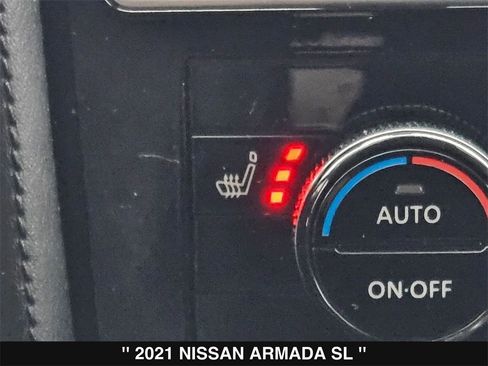 AUTO
ON·OFF
" 2021 NISSAN ARMADA SL "